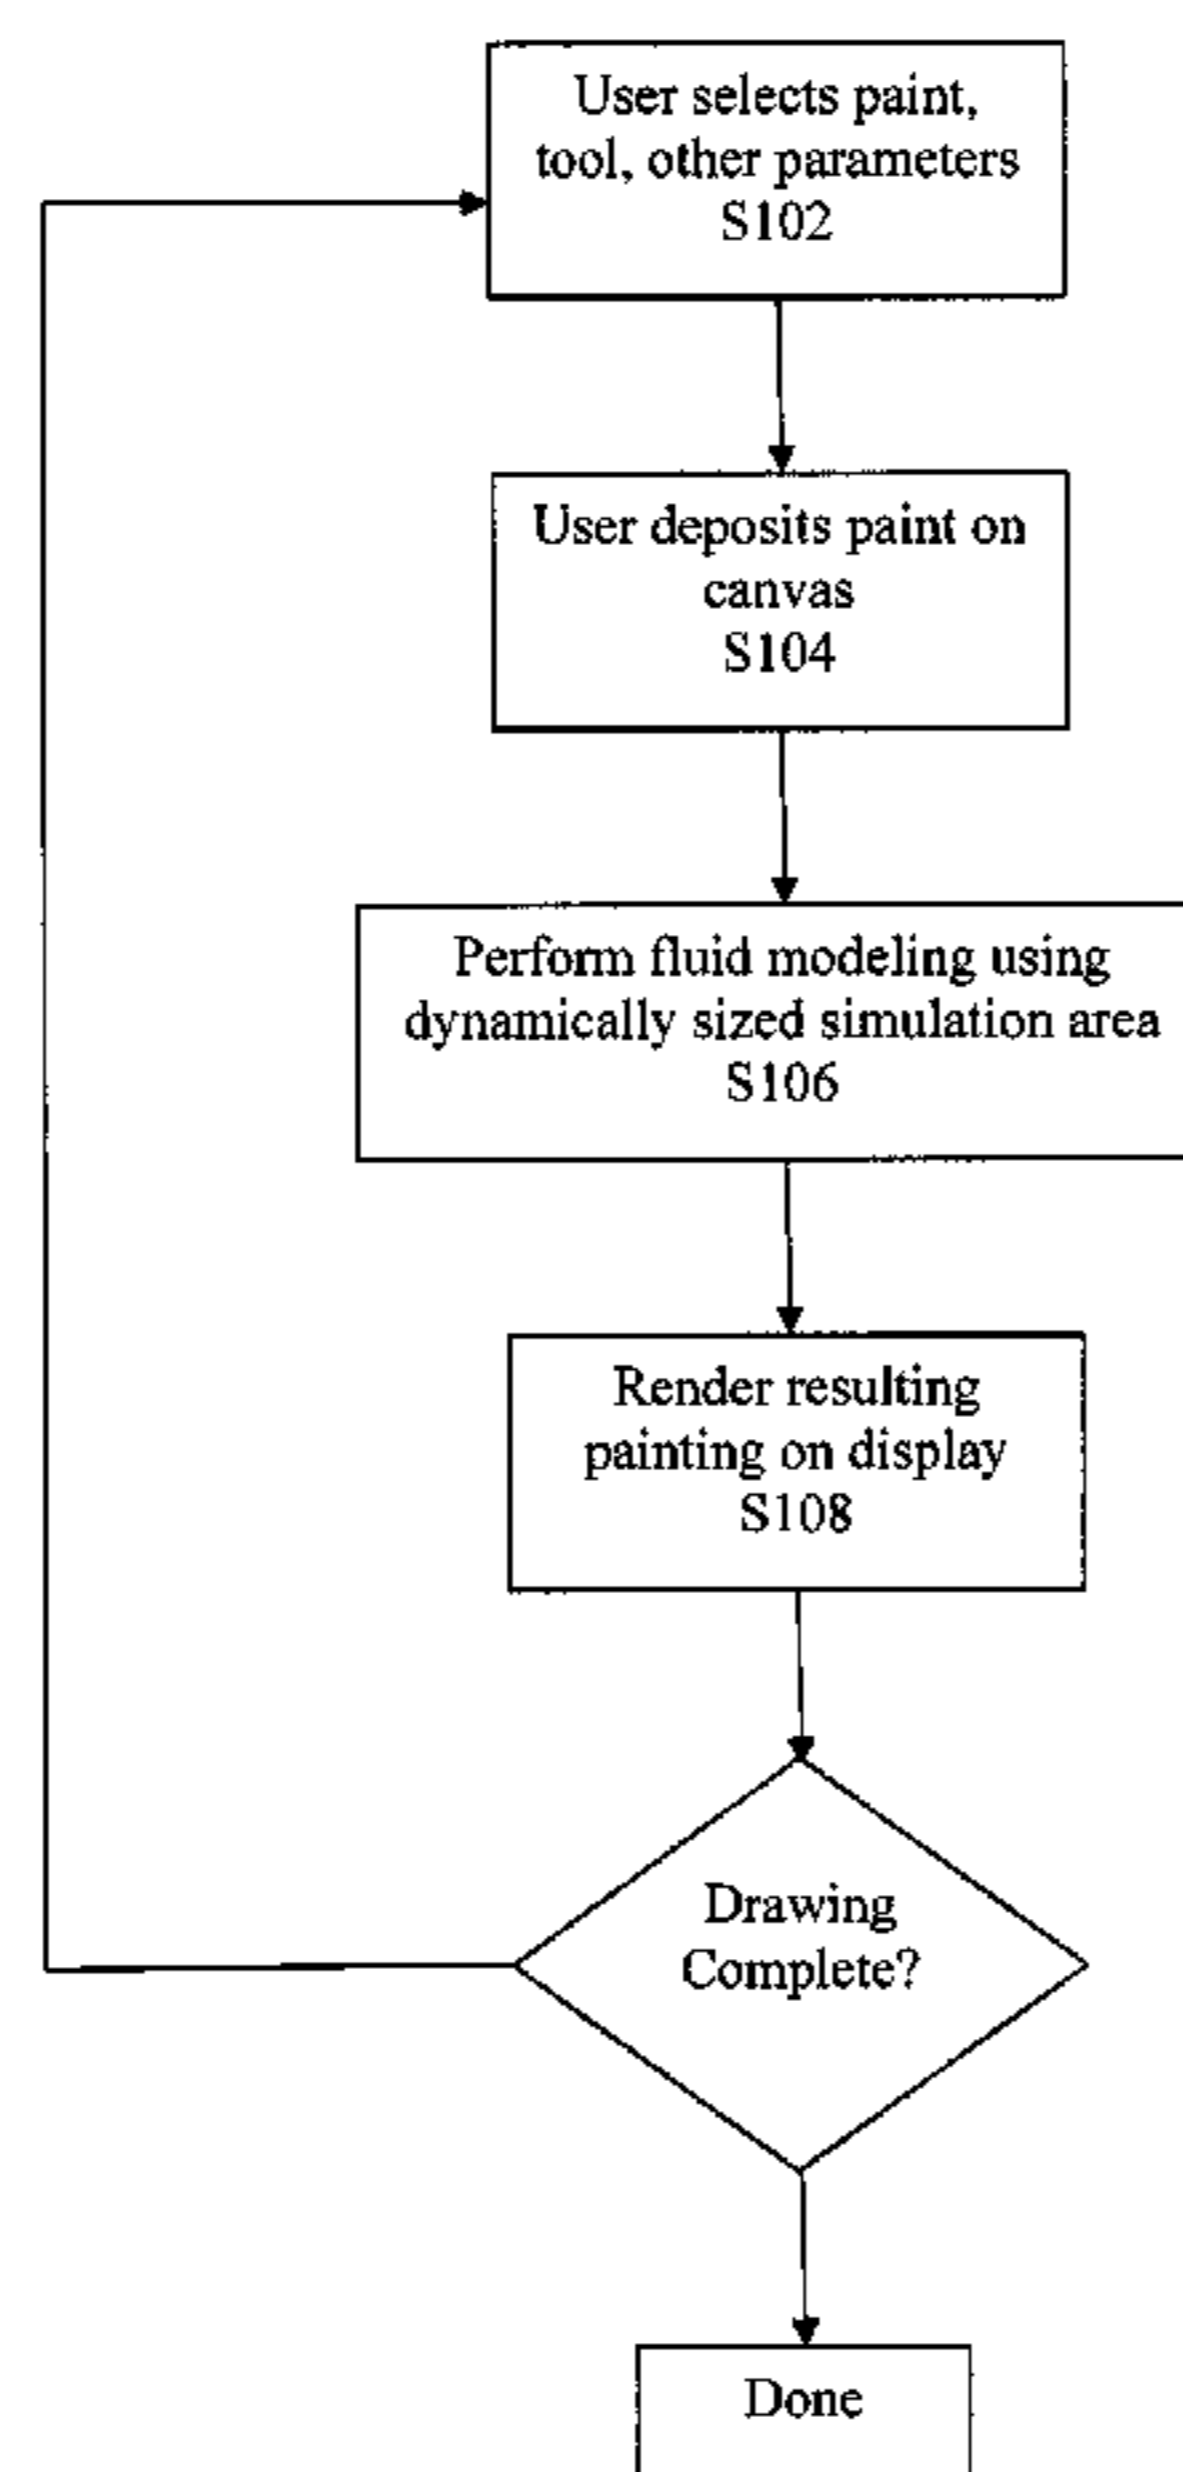 User selects paint,
tool, other parameters
S102
User deposits paint on
canvas
S104
Perform fluid modeling using
dynamically sized simulation area
S106
Render resulting
painting on display
S108
Drawing
Complete?
Done